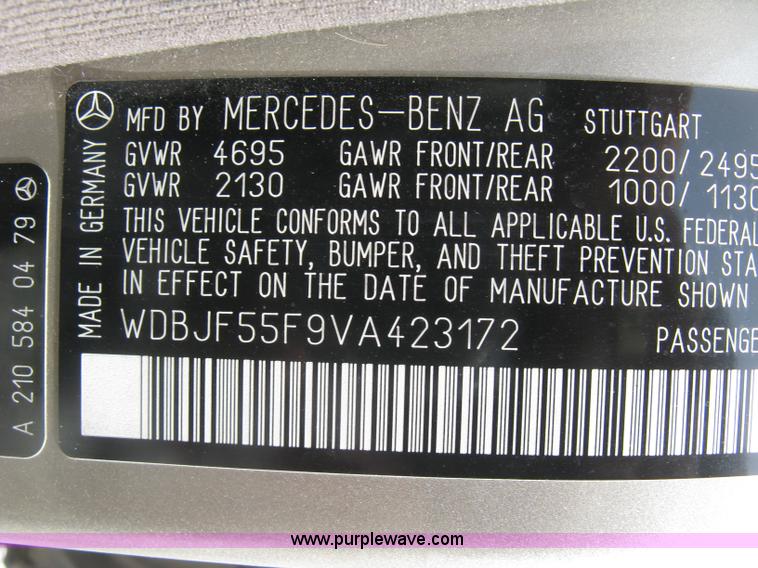 MFD BY MERCEDES-BENZ AG STUTTGART
GVWR 4695 GAWR FRONT/REAR 2200/ 2495
GVWR 2130 GAWR FRONT/REAR 1000/ 1130
THIS VEHICLE CONFORMS TO ALL APPLICABLE U.S. FEDERAL
VEHICLE SAFETY, BUMPER, AND THEFT PREVENTION STA
IN EFFECT ON THE DATE OF MANUFACTURE SHOWN
WDBJF55F9VA423172 PASSENGE
MADE IN GERMANY
A 210 584 04 79
www.purplewave.com